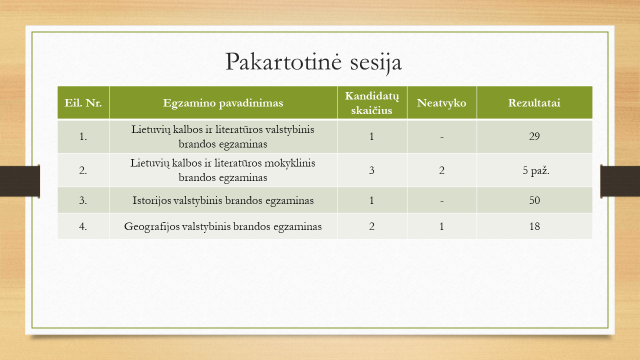 Pakartotinė sesija
Eil. Nr. Egzamino pavadinimas Kandidatų skaičius Neatvyko Rezultatai
1. Lietuvių kalbos ir literatūros valstybinis brandos egzaminas 1 - 29
2. Lietuvių kalbos ir literatūros mokyklinis brandos egzaminas 3 2 5 paž.
3. Istorijos valstybinis brandos egzaminas 1 - 50
4. Geografijos valstybinis brandos egzaminas 2 1 18